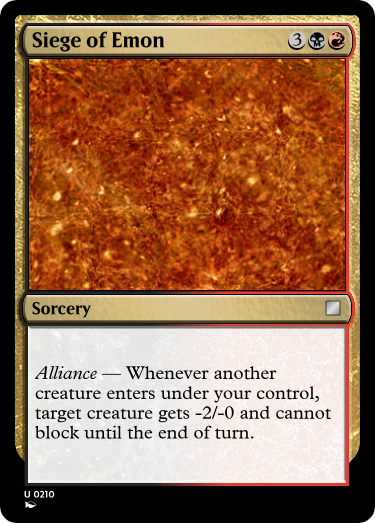 Siege of Emon 3
Sorcery
Alliance — Whenever another
creature enters under your control,
target creature gets -2/-0 and cannot
block until the end of turn.
U 0210